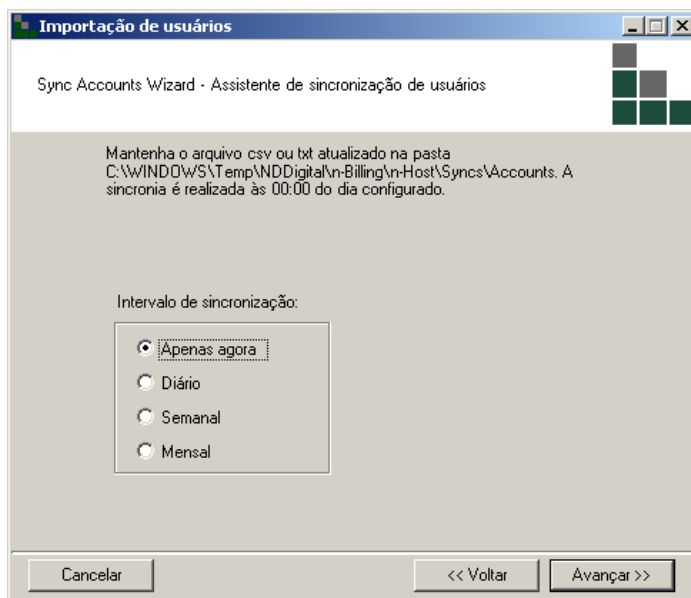 Importação de usuários
Sync Accounts Wizard - Assistente de sincronização de usuários
Mantenha o arquivo csv ou txt atualizado na pasta
C:\WINDOWS\Temp\NDDigital\n-Billing\n-Host\Syncs\Accounts. A
sincronia é realizada às 00:00 do dia configurado.
Intervalo de sincronização:
Apenas agora
Diário
Semanal
Mensal
Cancelar
<< Voltar
Avançar >>